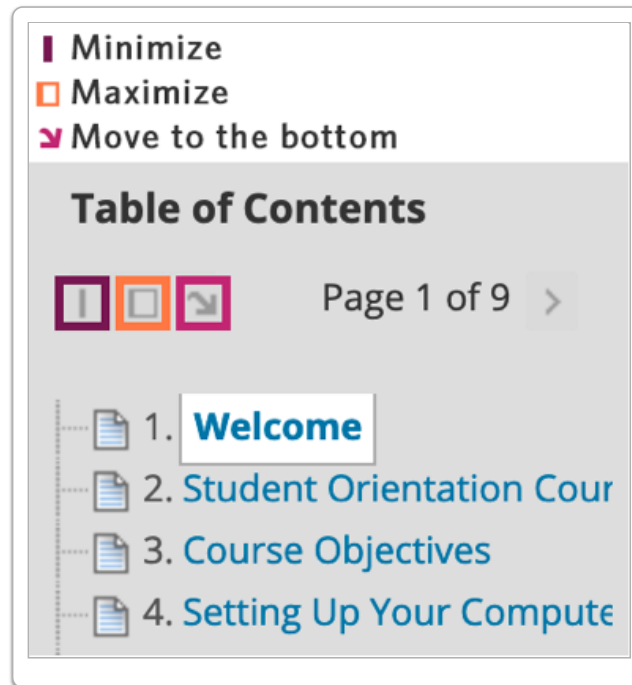 Minimize
Maximize
Move to the bottom
Table of Contents
Page 1 of 9 >
1. Welcome
2. Student Orientation Cour
3. Course Objectives
4. Setting Up Your Compute